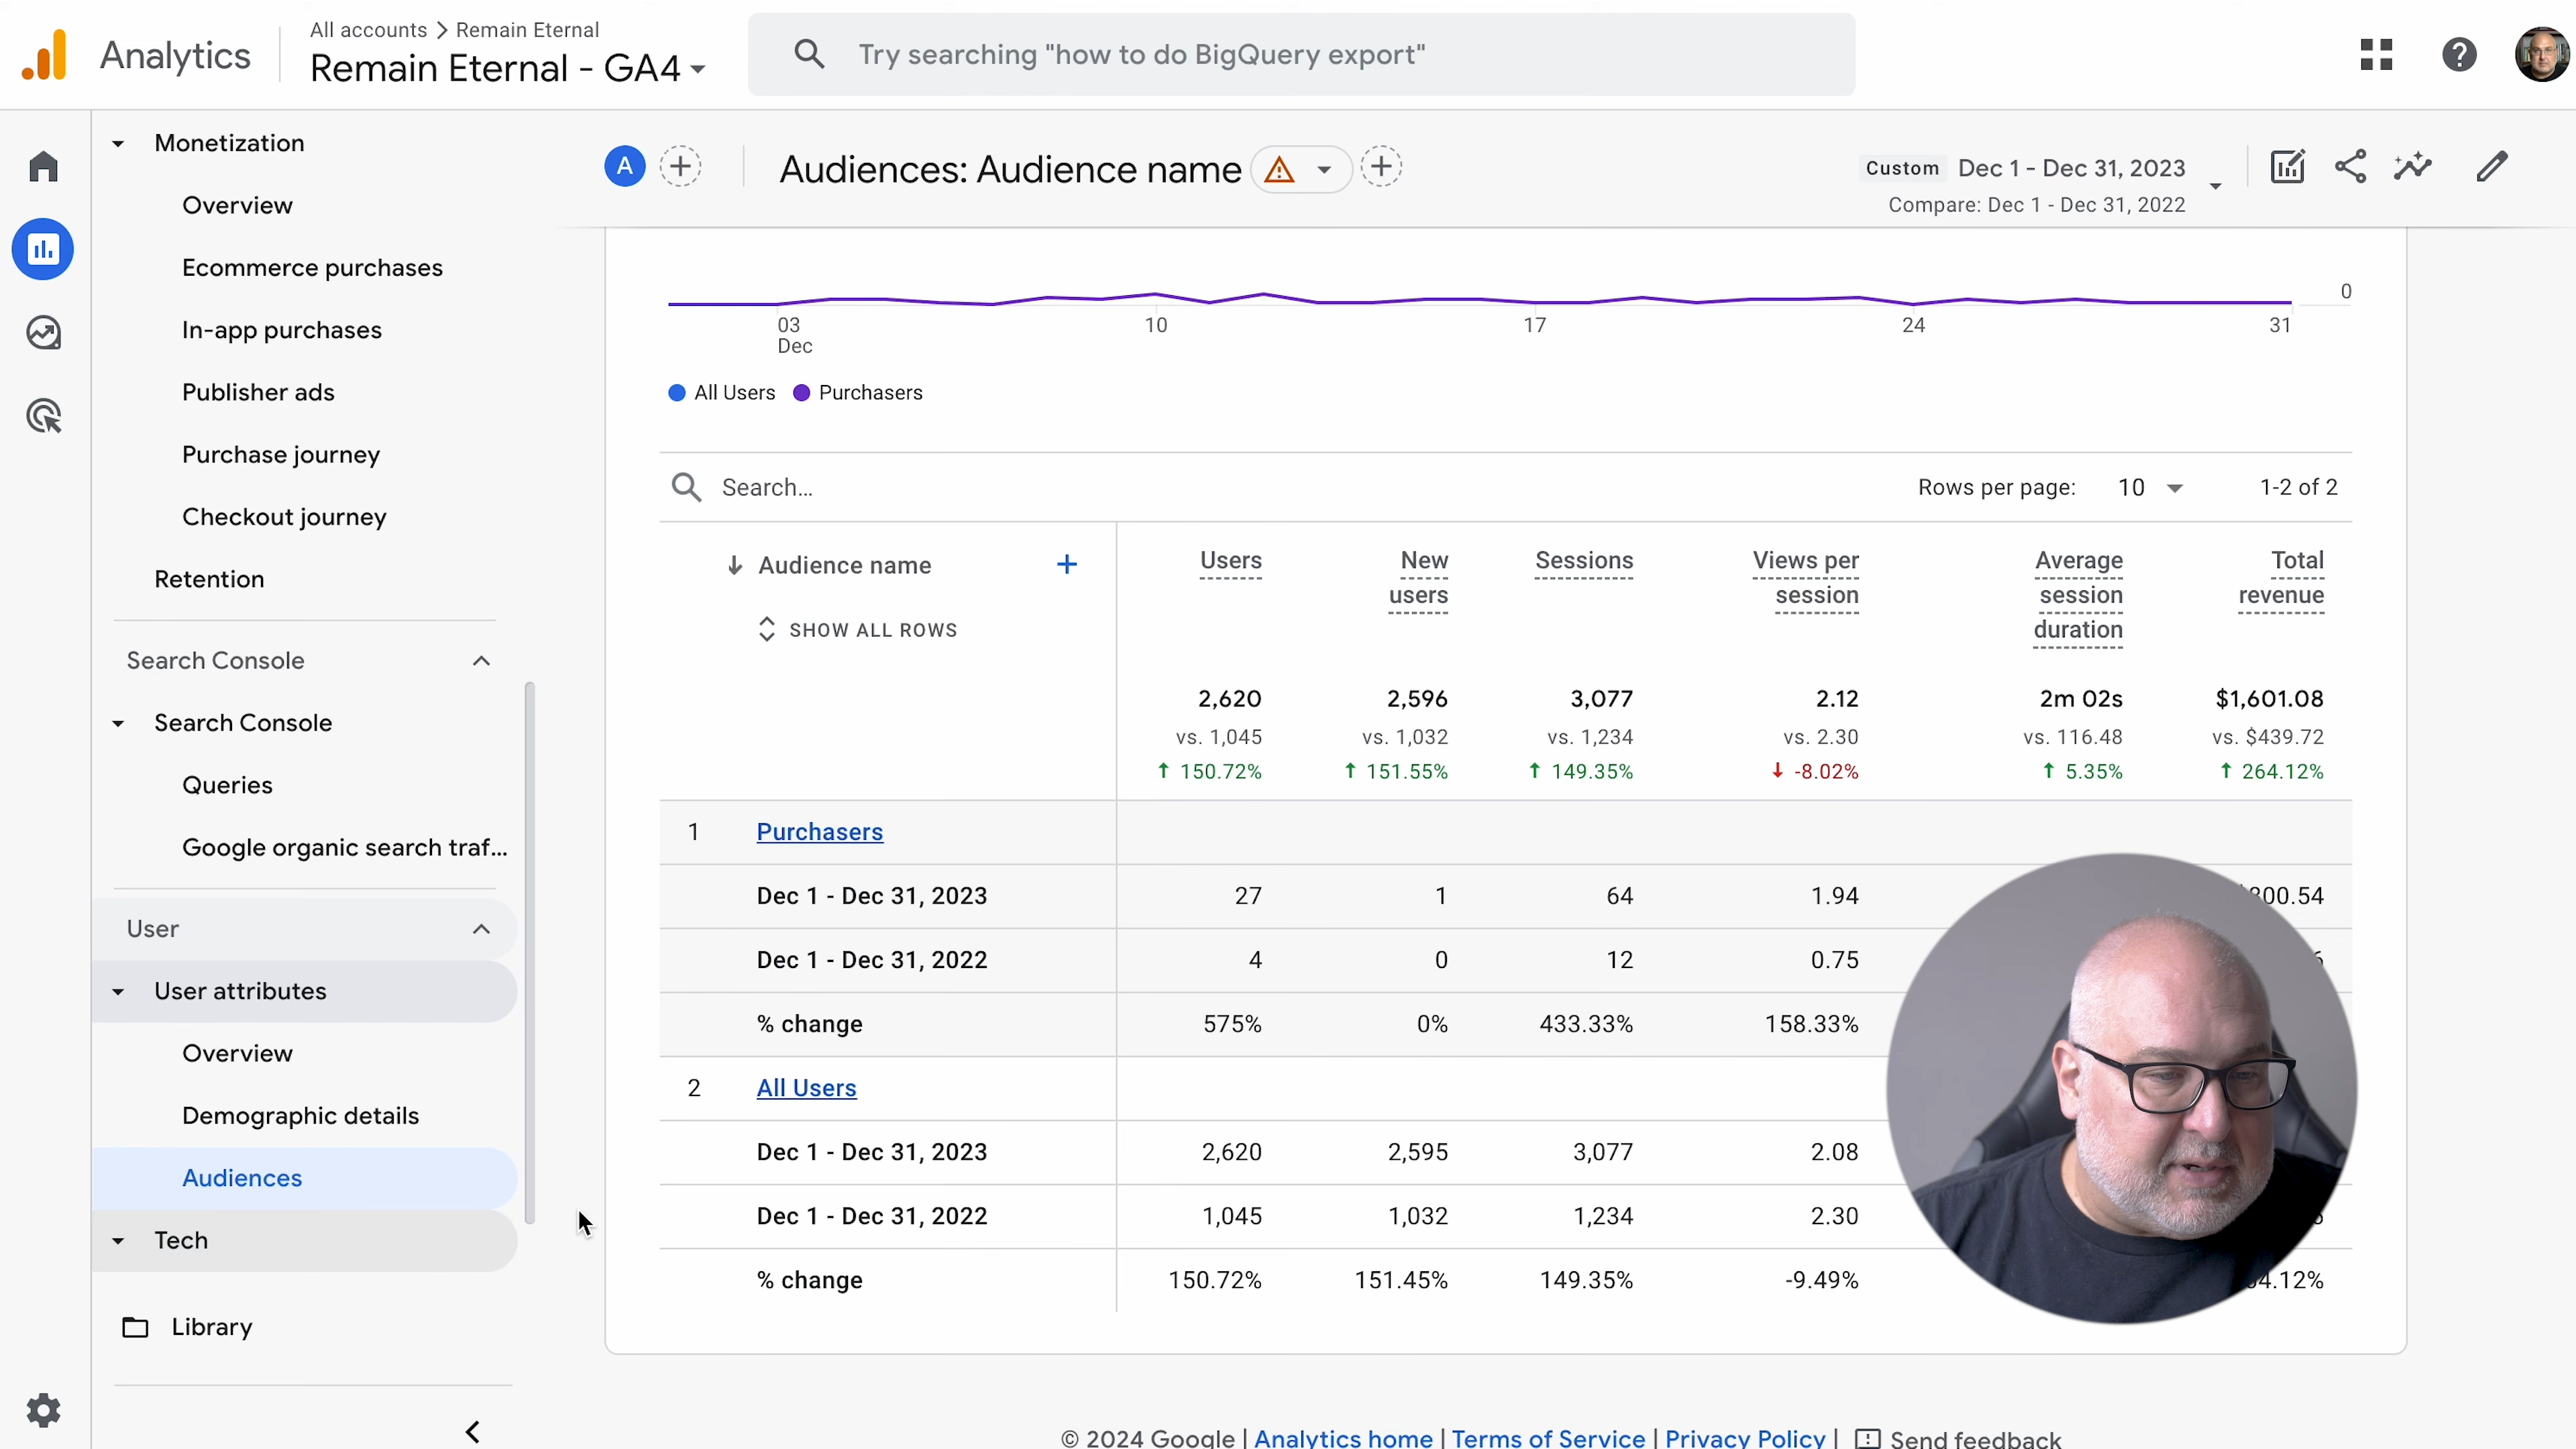 Analytics
All accounts > Remain Eternal
Remain Eternal - GA4
Try searching "how to do BigQuery export"
Monetization
Overview
Ecommerce purchases
In-app purchases
Publisher ads
Purchase journey
Checkout journey
Retention
Search Console
Search Console
Queries
Google organic search traf...
User
User attributes
Overview
Demographic details
Audiences
Tech
Library
A
Audiences: Audience name
Custom Dec 1 - Dec 31, 2023
Compare: Dec 1 - Dec 31, 2022
0
03 10 17 24 31
Dec
All Users Purchasers
Search...
Rows per page: 10 1-2 of 2
Audience name
SHOW ALL ROWS
Users
New
users
Sessions
Views per
session
Average
session
duration
Total
revenue
2,620 2,596 3,077 2.12 2m 02s $1,601.08
vs. 1,045 vs. 1,032 vs. 1,234 vs. 2.30 vs. 116.48 vs. $439.72
↑ 150.72% ↑ 151.55% ↑ 149.35% ↓ -8.02% ↑ 5.35% ↑ 264.12%
1 Purchasers
Dec 1 - Dec 31, 2023 27 1 64 1.94
Dec 1 - Dec 31, 2022 4 0 12 0.75
% change 575% 0% 433.33% 158.33%
2 All Users
Dec 1 - Dec 31, 2023 2,620 2,595 3,077 2.08
Dec 1 - Dec 31, 2022 1,045 1,032 1,234 2.30
% change 150.72% 151.45% 149.35% -9.49%
© 2024 Google | Analytics home | Terms of Service | Privacy Policy | Send feedback